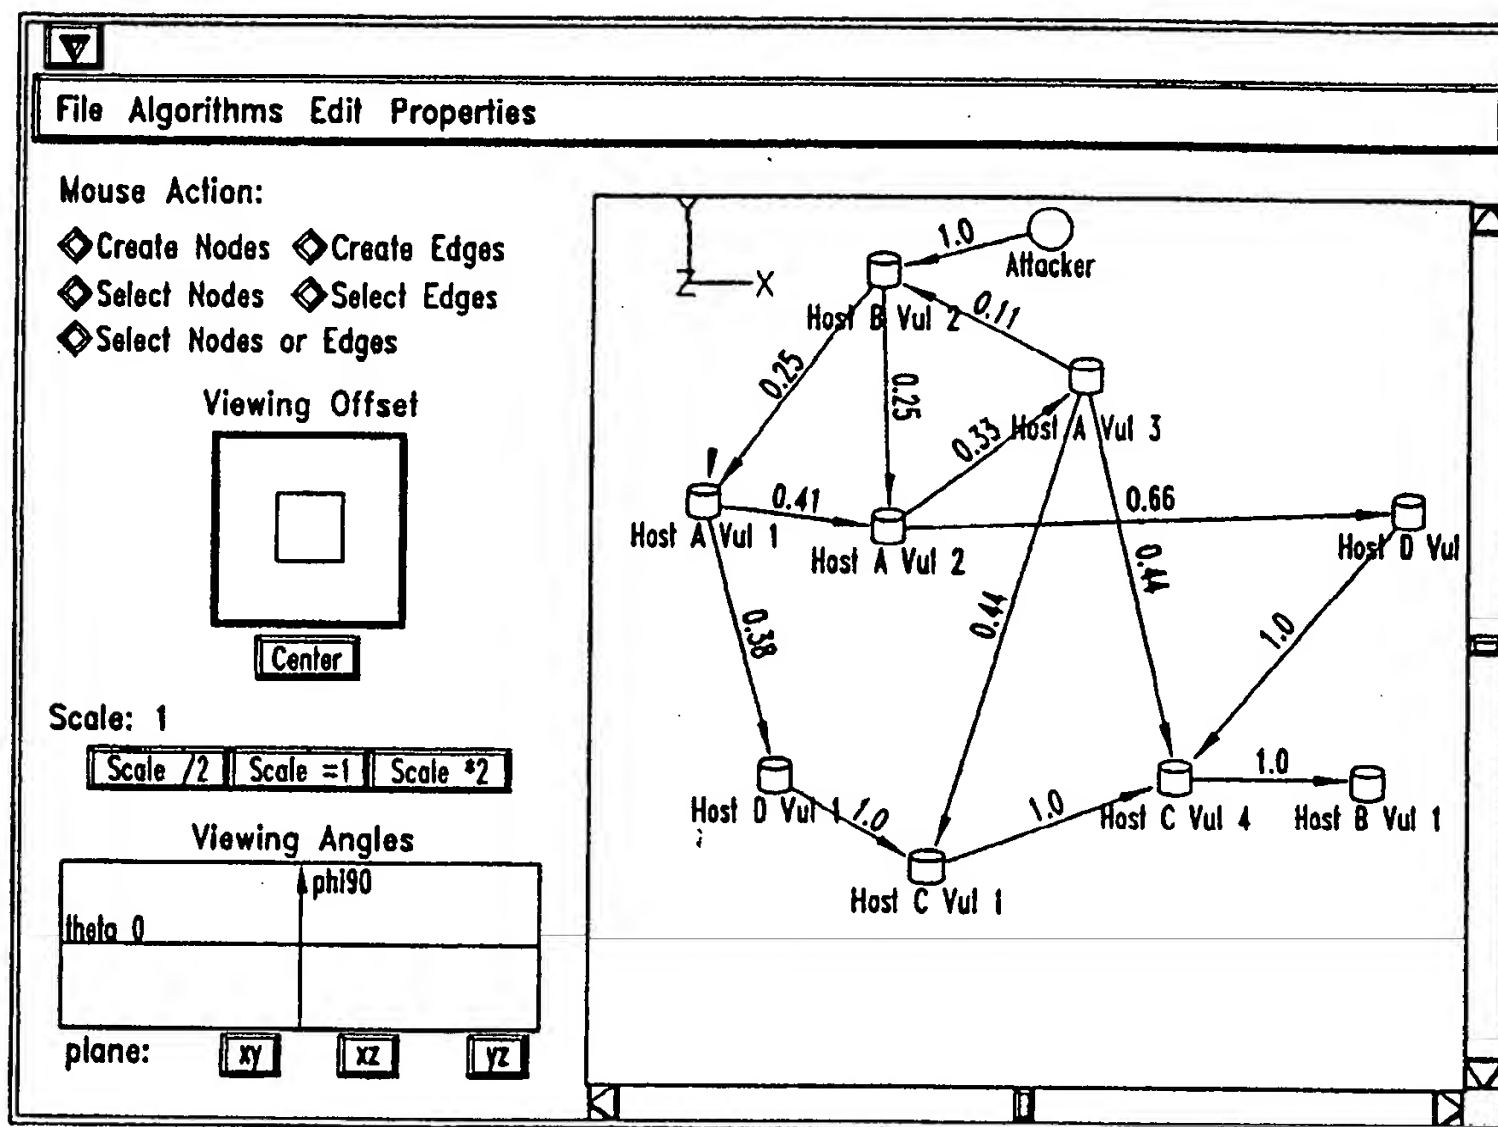 File Algorithms Edit Properties
Mouse Action:
Create Nodes Create Edges
Select Nodes Select Edges
Select Nodes or Edges
Viewing Offset
Center
Scale: 1
Scale /2 Scale =1 Scale *2
Viewing Angles
phi90
theta 0
plane: xy xz yz
Y
Z X
1.0
Attacker
Host B Vul 2
0.11
0.25
0.25
0.33
Host A Vul 3
0.41
0.66
Host A Vul 1
Host A Vul 2
Host D Vul
0.44
0.44
0.38
1.0
1.0
Host D Vul 1
1.0
1.0
Host C Vul 4
Host B Vul 1
Host C Vul 1